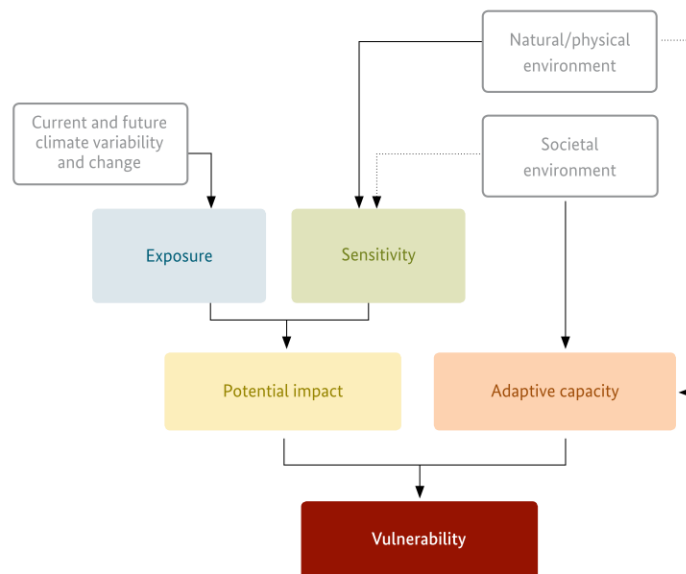 Natural/physical
environment
Current and future
climate variability
and change
Societal
environment
Exposure
Sensitivity
Potential impact
Adaptive capacity
Vulnerability